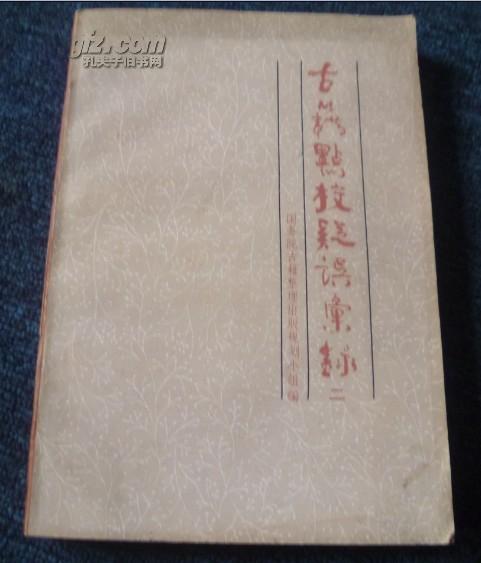 古籍點校疑誤彙錄
二
国务院古籍整理出版规划小组编
gjz.com
孔夫子旧书网